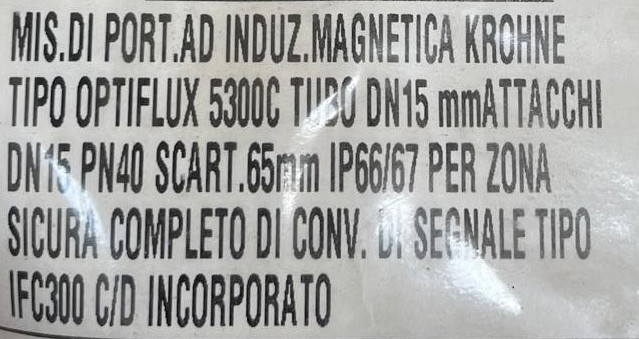 MIS.DI PORT.AD INDUZ.MAGNETICA KROHNE
TIPO OPTIFLUX 5300C TUBO DN15 mmATTACCHI
DN15 PN40 SCART.65mm IP66/67 PER ZONA
SICURA COMPLETO DI CONV. DI SEGNALE TIPO
IFC300 C/D INCORPORATO